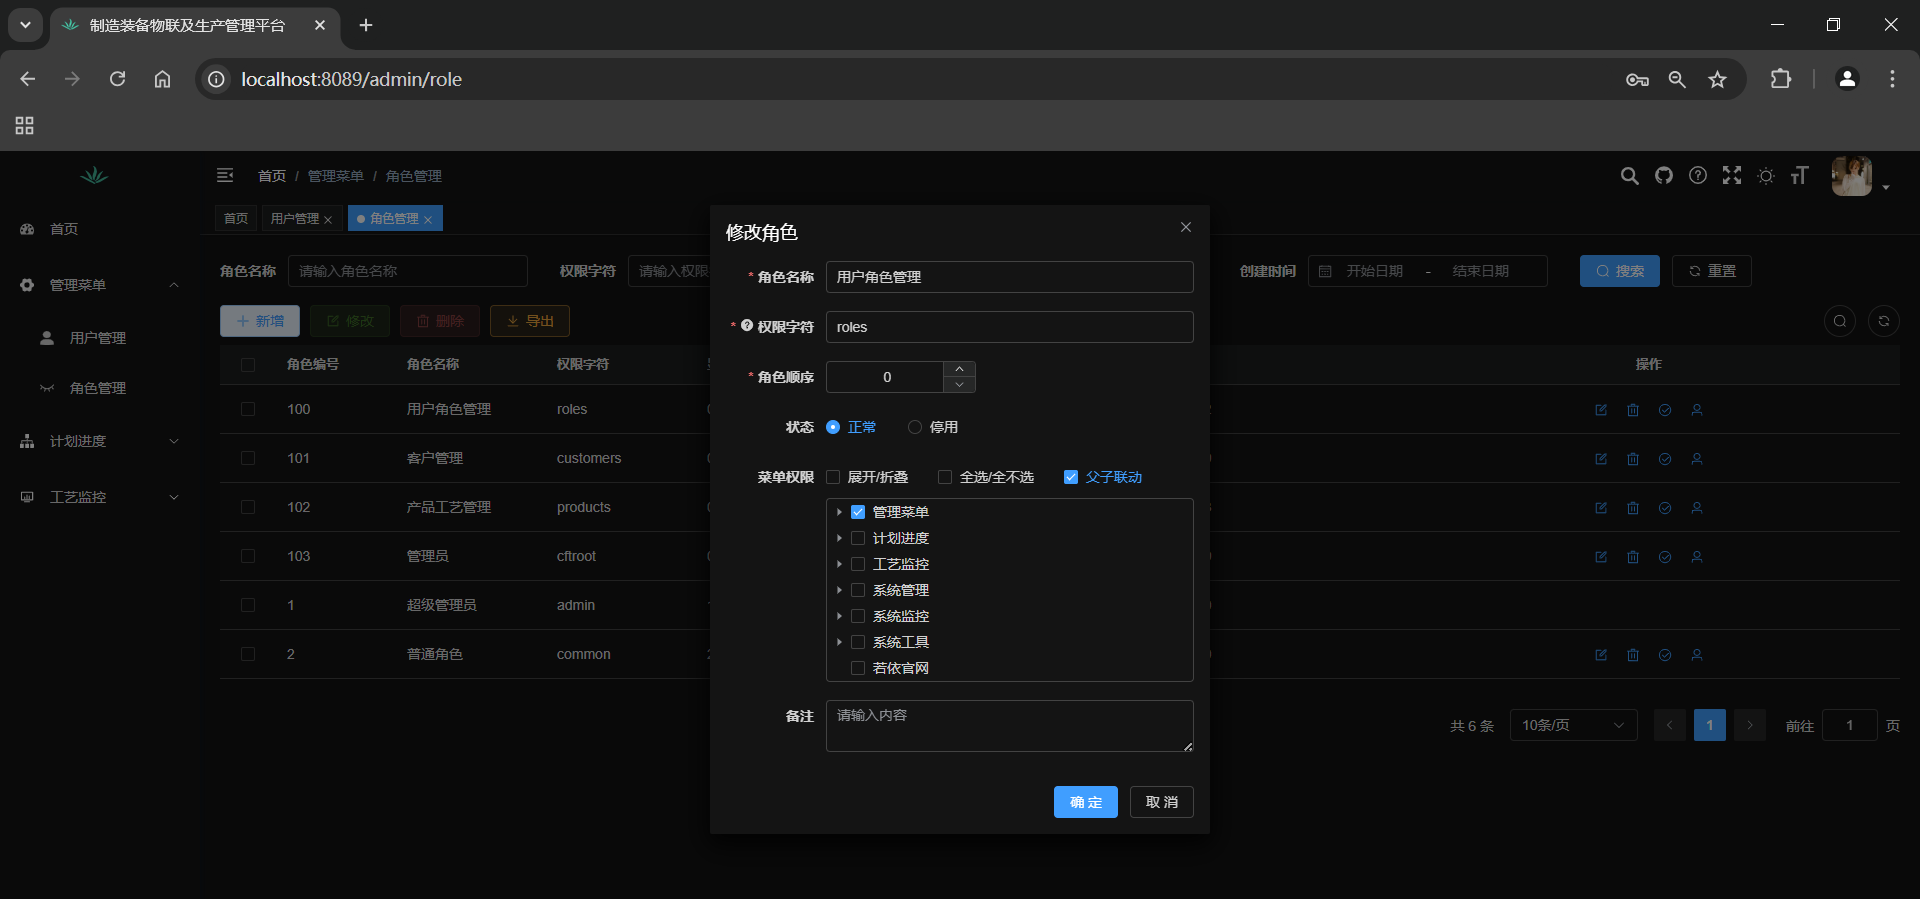 制造装备物联及生产管理平台
localhost:8089/admin/role
首页 / 管理菜单 / 角色管理
首页
用户管理
角色管理
首页
管理菜单
用户管理
角色管理
计划进度
工艺监控
角色名称 请输入角色名称
权限字符 请输入权限
创建时间 开始日期 - 结束日期
搜索
重置
新增
修改
删除
导出
角色编号 角色名称 权限字符 操作
100 用户角色管理 roles
101 客户管理 customers
102 产品工艺管理 products
103 管理员 cftroot
1 超级管理员 admin
2 普通角色 common
共 6 条 10条/页 1 前往 1 页
修改角色
* 角色名称 用户角色管理
* 权限字符 roles
* 角色顺序 0
状态 正常 停用
菜单权限 展开/折叠 全选/全不选 父子联动
管理菜单
计划进度
工艺监控
系统管理
系统监控
系统工具
若依官网
备注 请输入内容
确 定
取 消